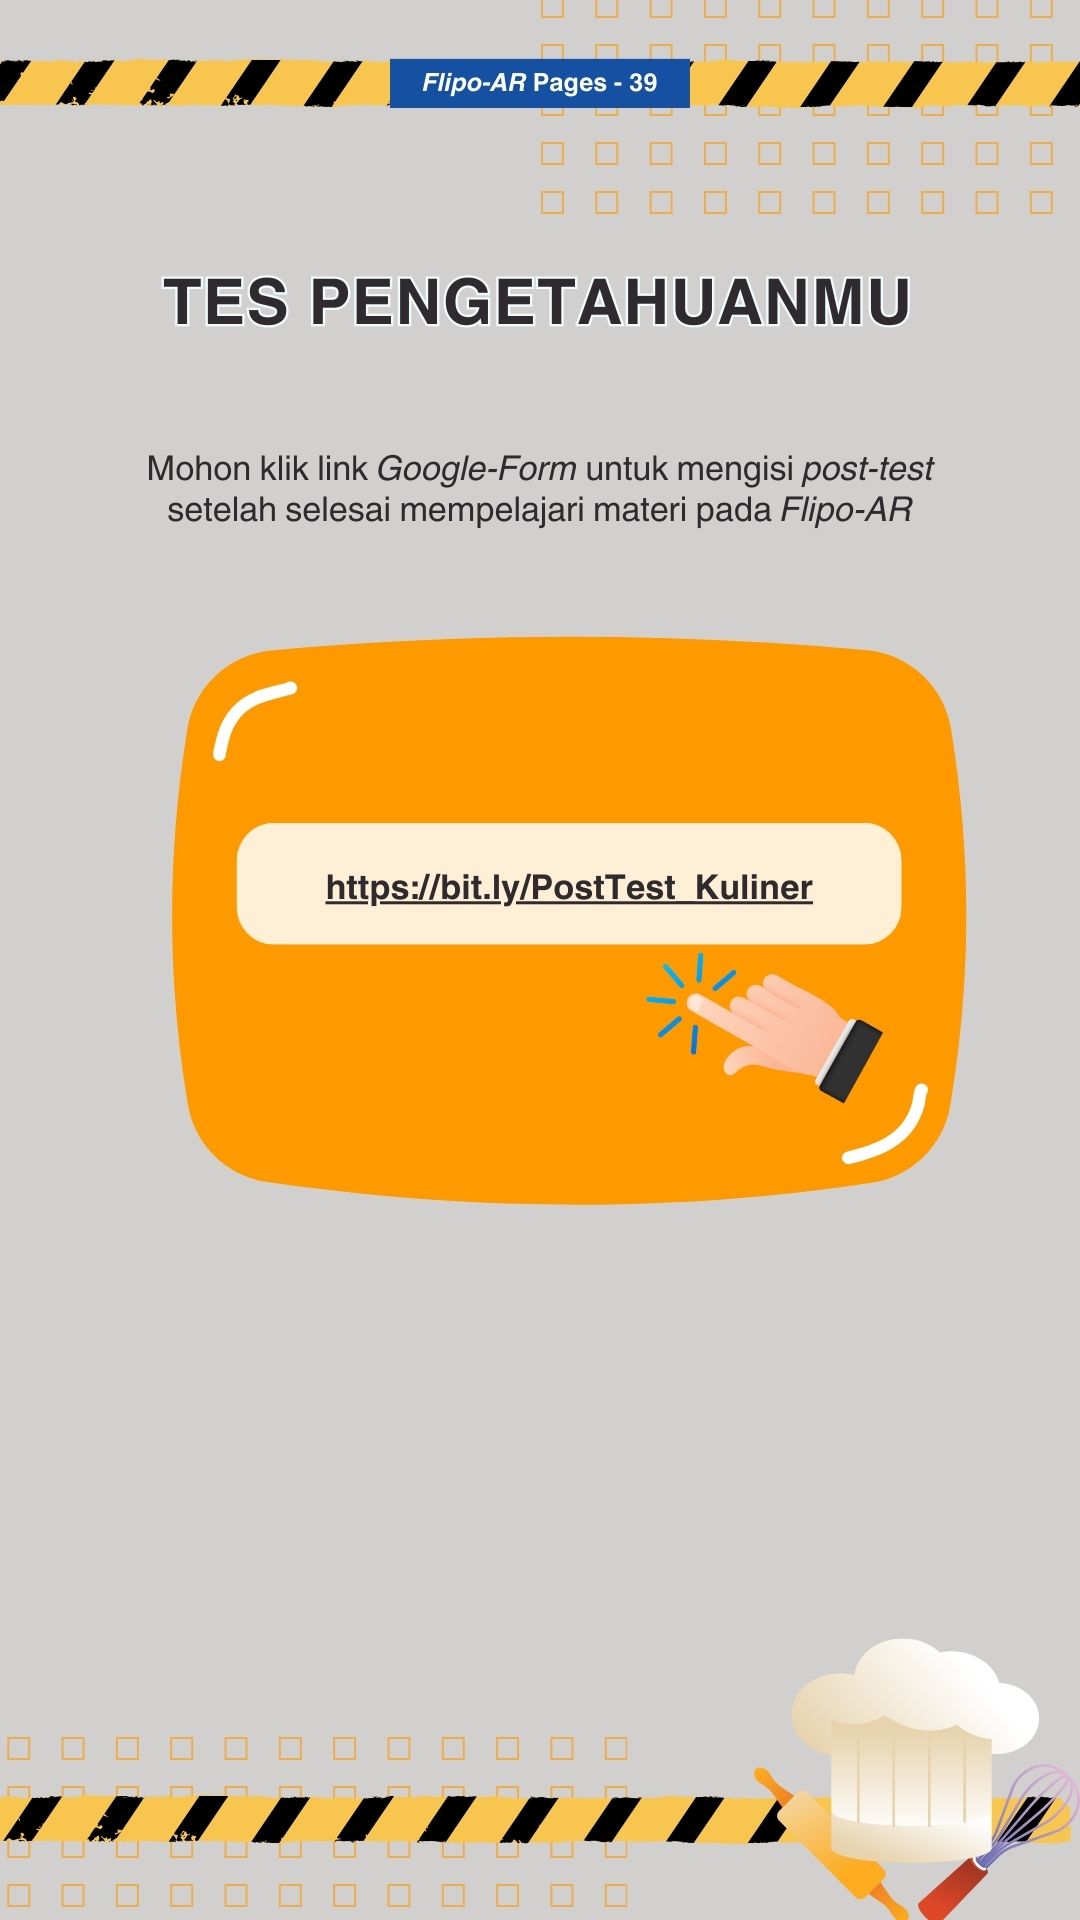 Flipo-AR Pages - 39
TES PENGETAHUANMU
Mohon klik link Google-Form untuk mengisi post-test
setelah selesai mempelajari materi pada Flipo-AR
https://bit.ly/PostTest_Kuliner